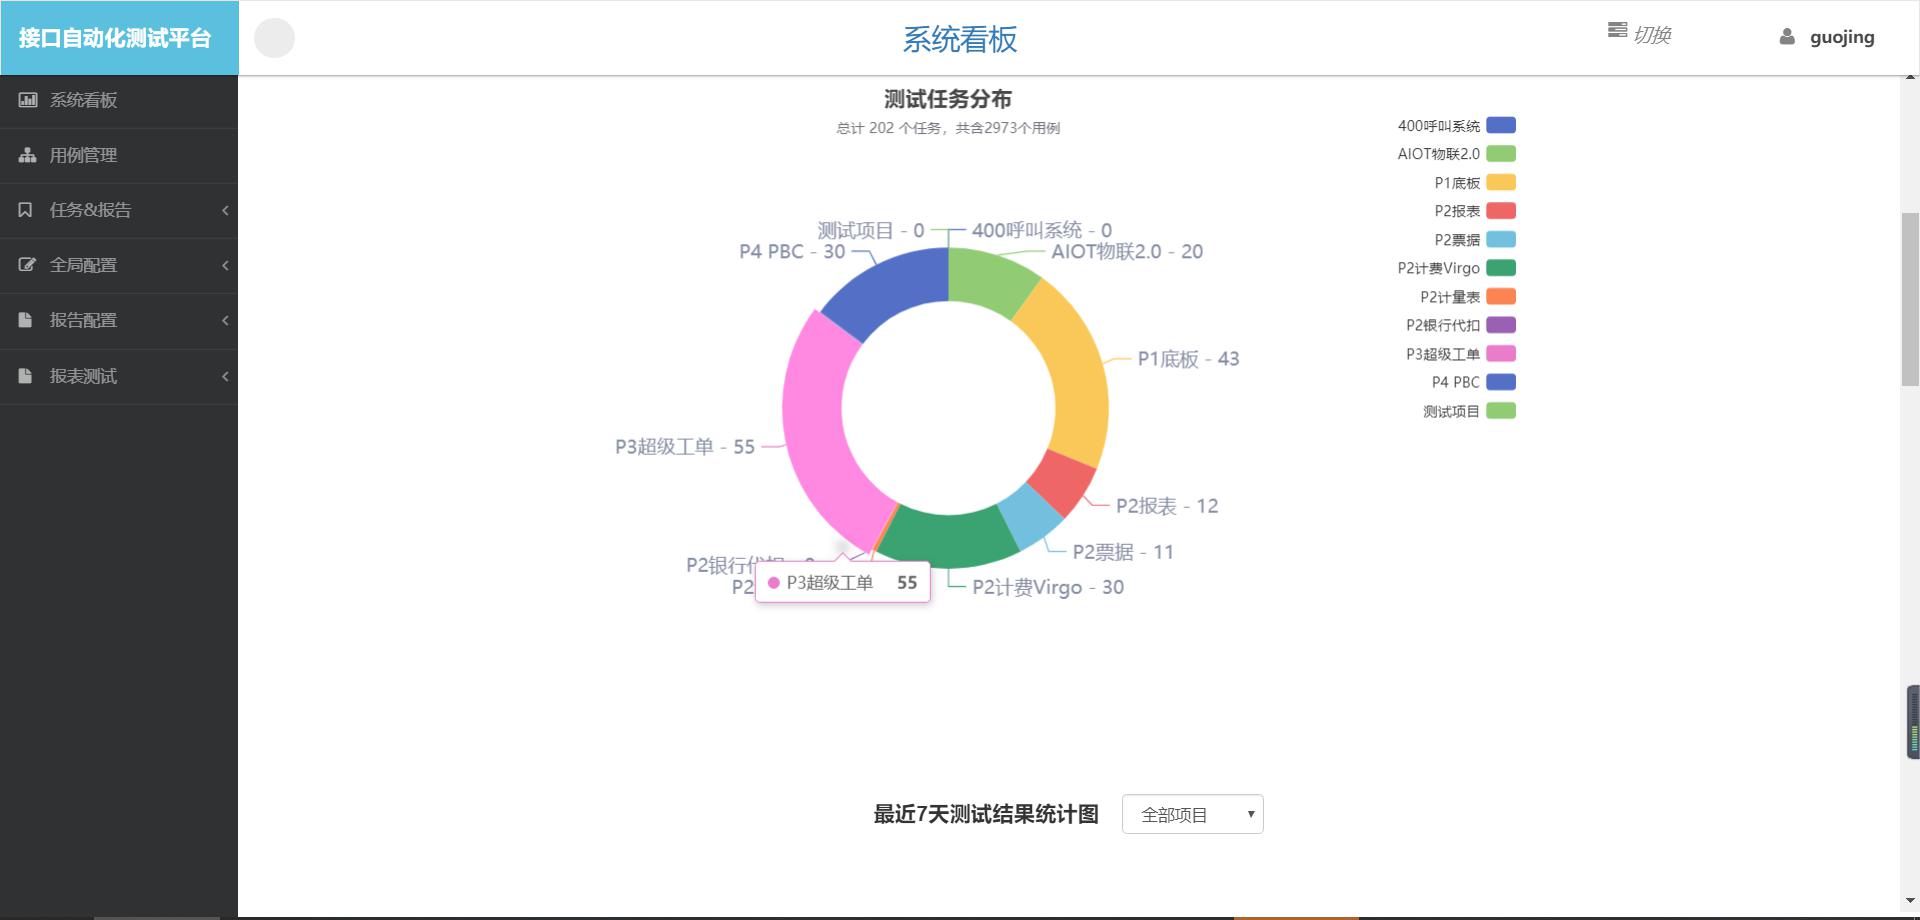 接口自动化测试平台
系统看板
切换
guojing
系统看板
用例管理
任务&报告
全局配置
报告配置
报表测试
测试任务分布
总计 202 个任务，共含2973个用例
测试项目 - 0
400呼叫系统 - 0
P4 PBC - 30
AIOT物联2.0 - 20
P1底板 - 43
P3超级工单 - 55
P2报表 - 12
P2票据 - 11
P2银行代扣
P2
P3超级工单 55
P2计费Virgo - 30
400呼叫系统
AIOT物联2.0
P1底板
P2报表
P2票据
P2计费Virgo
P2计量表
P2银行代扣
P3超级工单
P4 PBC
测试项目
最近7天测试结果统计图
全部项目